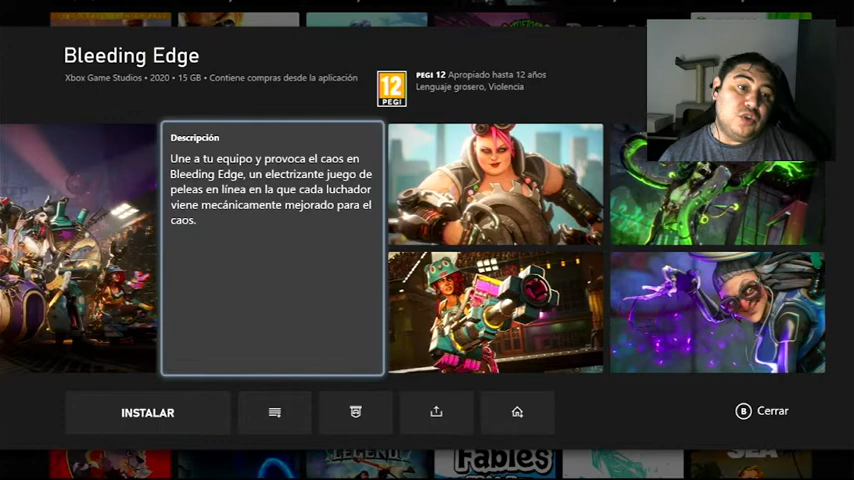 Bleeding Edge
Xbox Game Studios • 2020 • 15 GB • Contiene compras desde la aplicación
12
PEGI
PEGI 12 Apropiado hasta 12 años
Lenguaje grosero, Violencia
Descripción
Une a tu equipo y provoca el caos en
Bleeding Edge, un electrizante juego de
peleas en línea en la que cada luchador
viene mecánicamente mejorado para el
caos.
INSTALAR
B Cerrar
LEGEND
Fables
SEA